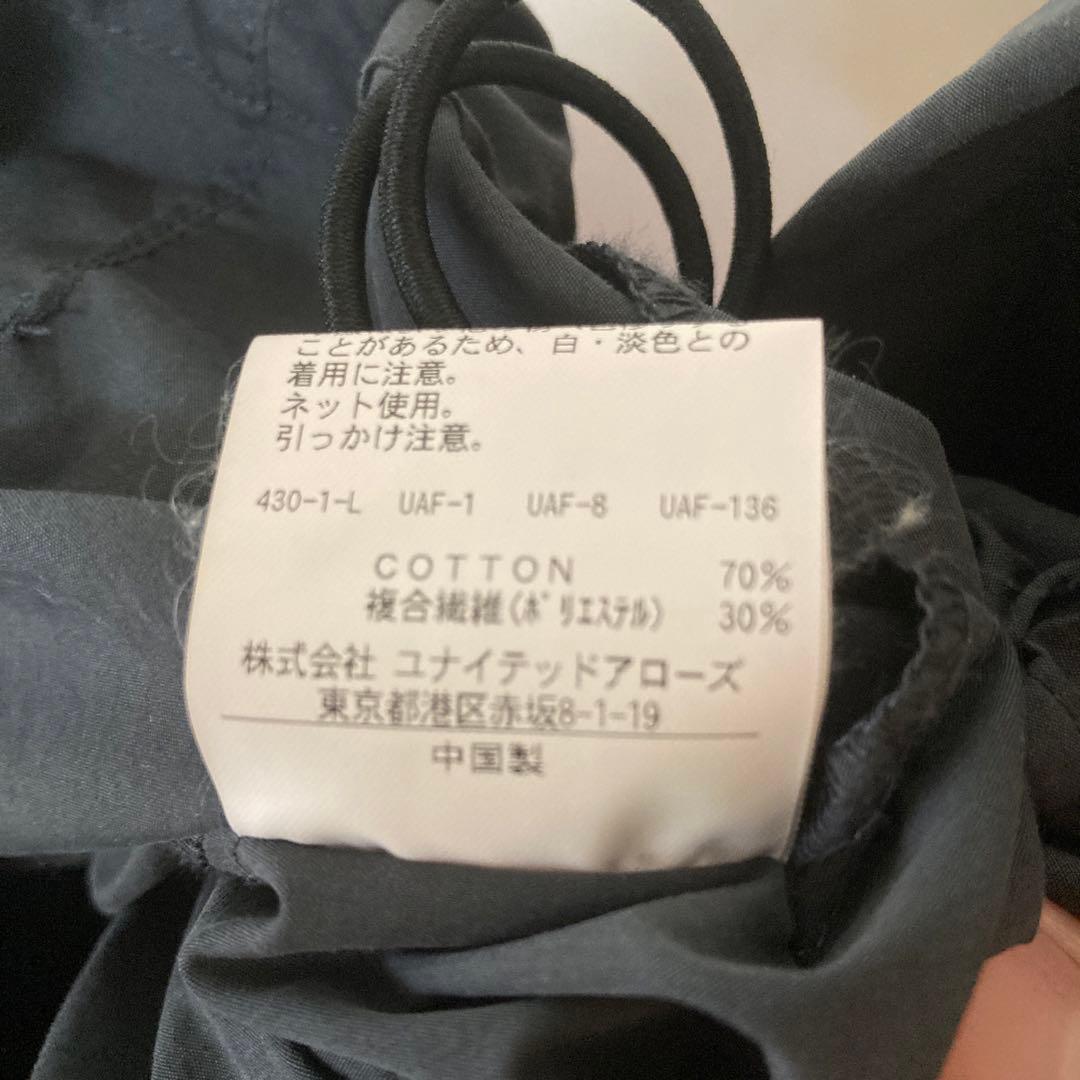 ことがあるため、白・淡色との
着用に注意。
ネット使用。
引っかけ注意。
430-1-L UAF-1 UAF-8 UAF-136
COTTON 70%
複合繊維(ﾎﾟﾘｴｽﾃﾙ) 30%
株式会社 ユナイテッドアローズ
東京都港区赤坂8-1-19
中国製